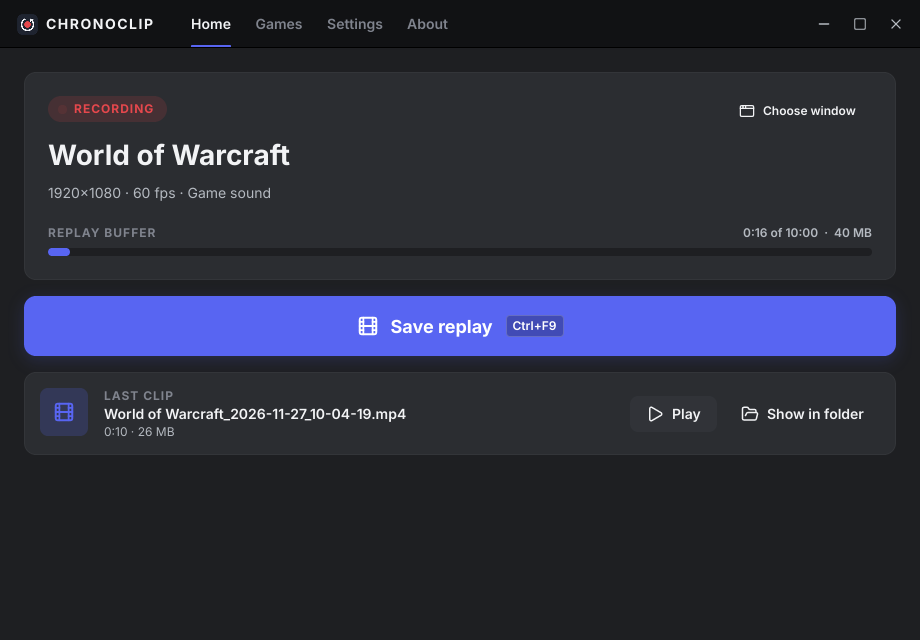 CHRONOCLIP Home Games Settings About
RECORDING
Choose window
World of Warcraft
1920×1080 · 60 fps · Game sound
REPLAY BUFFER 0:16 of 10:00 · 40 MB
Save replay Ctrl+F9
LAST CLIP
World of Warcraft_2026-11-27_10-04-19.mp4
0:10 · 26 MB
Play Show in folder